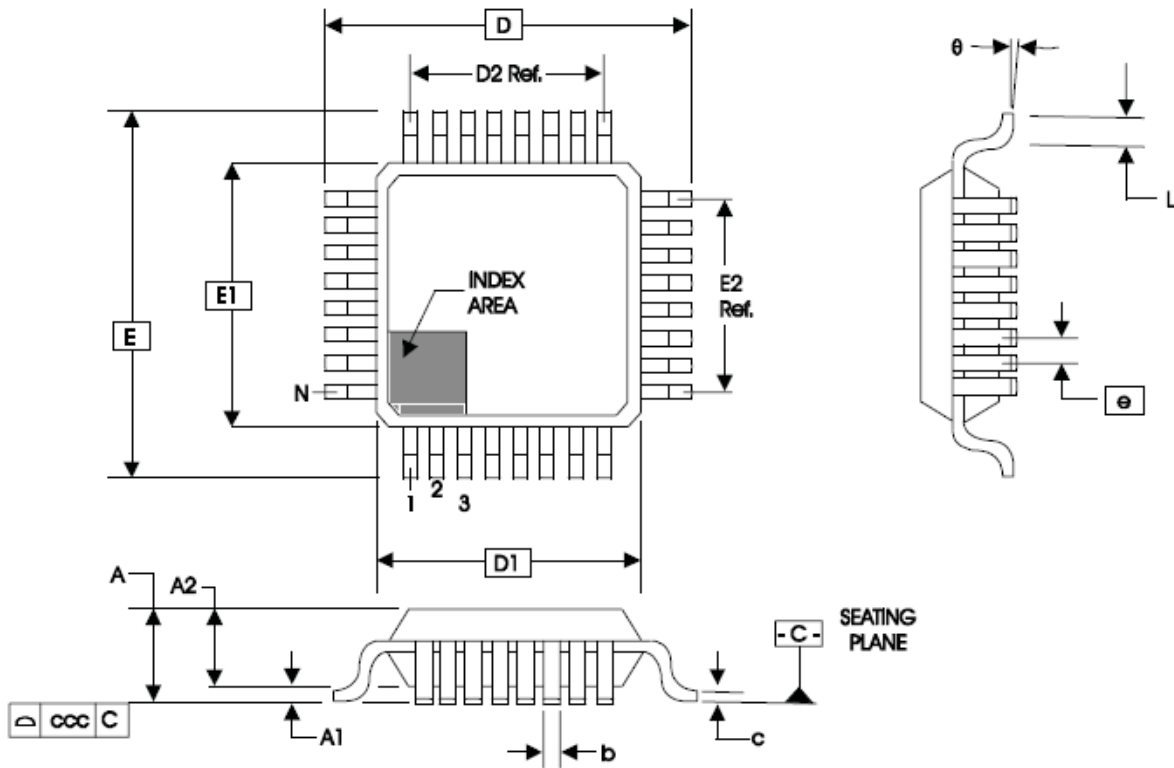 D
D2 Ref.
θ
L
INDEX
AREA
E1
E
E2
Ref.
N
e
1
2
3
D1
A
A2
-C-
SEATING
PLANE
ccc C
A1
b
c